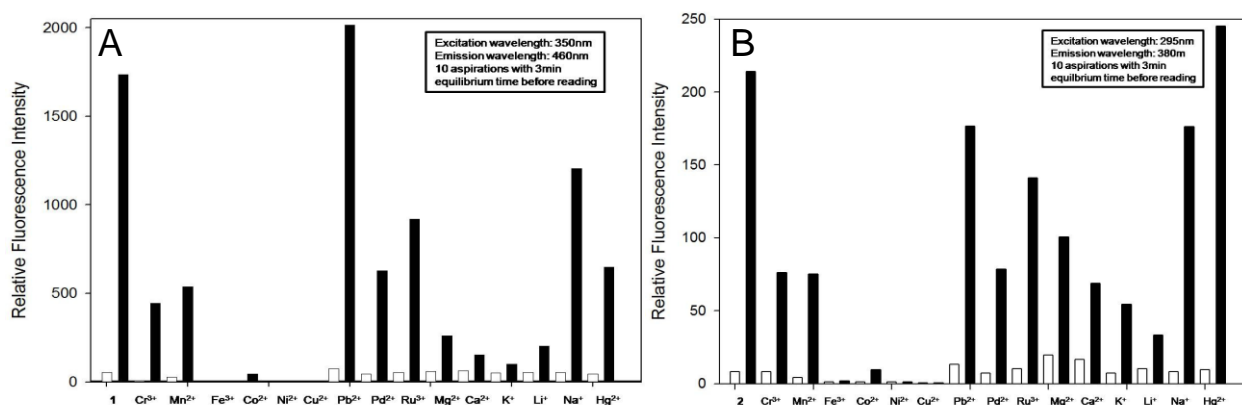 A
2000
1500
1000
500
0
Relative Fluorescence Intensity
Excitation wavelength: 350nm
Emission wavelength: 460nm
10 aspirations with 3min
equilibrium time before reading
1 Cr³⁺ Mn²⁺ Fe³⁺ Co²⁺ Ni²⁺ Cu²⁺ Pb²⁺ Pd²⁺ Ru³⁺ Mg²⁺ Ca²⁺ K⁺ Li⁺ Na⁺ Hg²⁺
B
250
200
150
100
50
0
Relative Fluorescence Intensity
Excitation wavelength: 295nm
Emission wavelength: 380m
10 aspirations with 3min
equilbrium time before reading
2 Cr³⁺ Mn²⁺ Fe³⁺ Co²⁺ Ni²⁺ Cu²⁺ Pb²⁺ Pd²⁺ Ru³⁺ Mg²⁺ Ca²⁺ K⁺ Li⁺ Na⁺ Hg²⁺